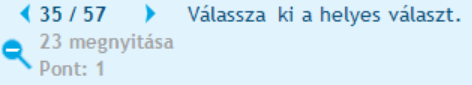 35 / 57 Válassza ki a helyes választ.
23 megnyitása
Pont: 1